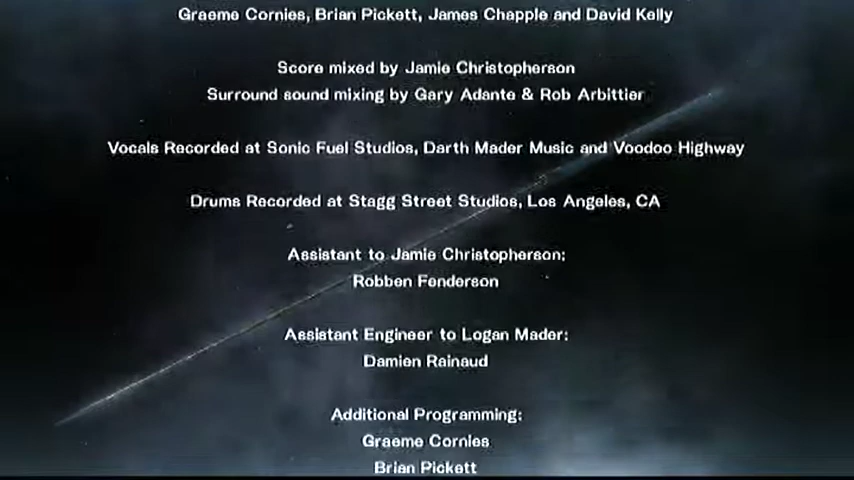 Graeme Cornies, Brian Pickett, James Chapple and David Kelly
Score mixed by Jamie Christopherson
Surround sound mixing by Gary Adante & Rob Arbittier
Vocals Recorded at Sonic Fuel Studios, Darth Mader Music and Voodoo Highway
Drums Recorded at Stagg Street Studios, Los Angeles, CA
Assistant to Jamie Christopherson:
Robben Fenderson
Assistant Engineer to Logan Mader:
Damien Rainaud
Additional Programming:
Graeme Cornies
Brian Pickett